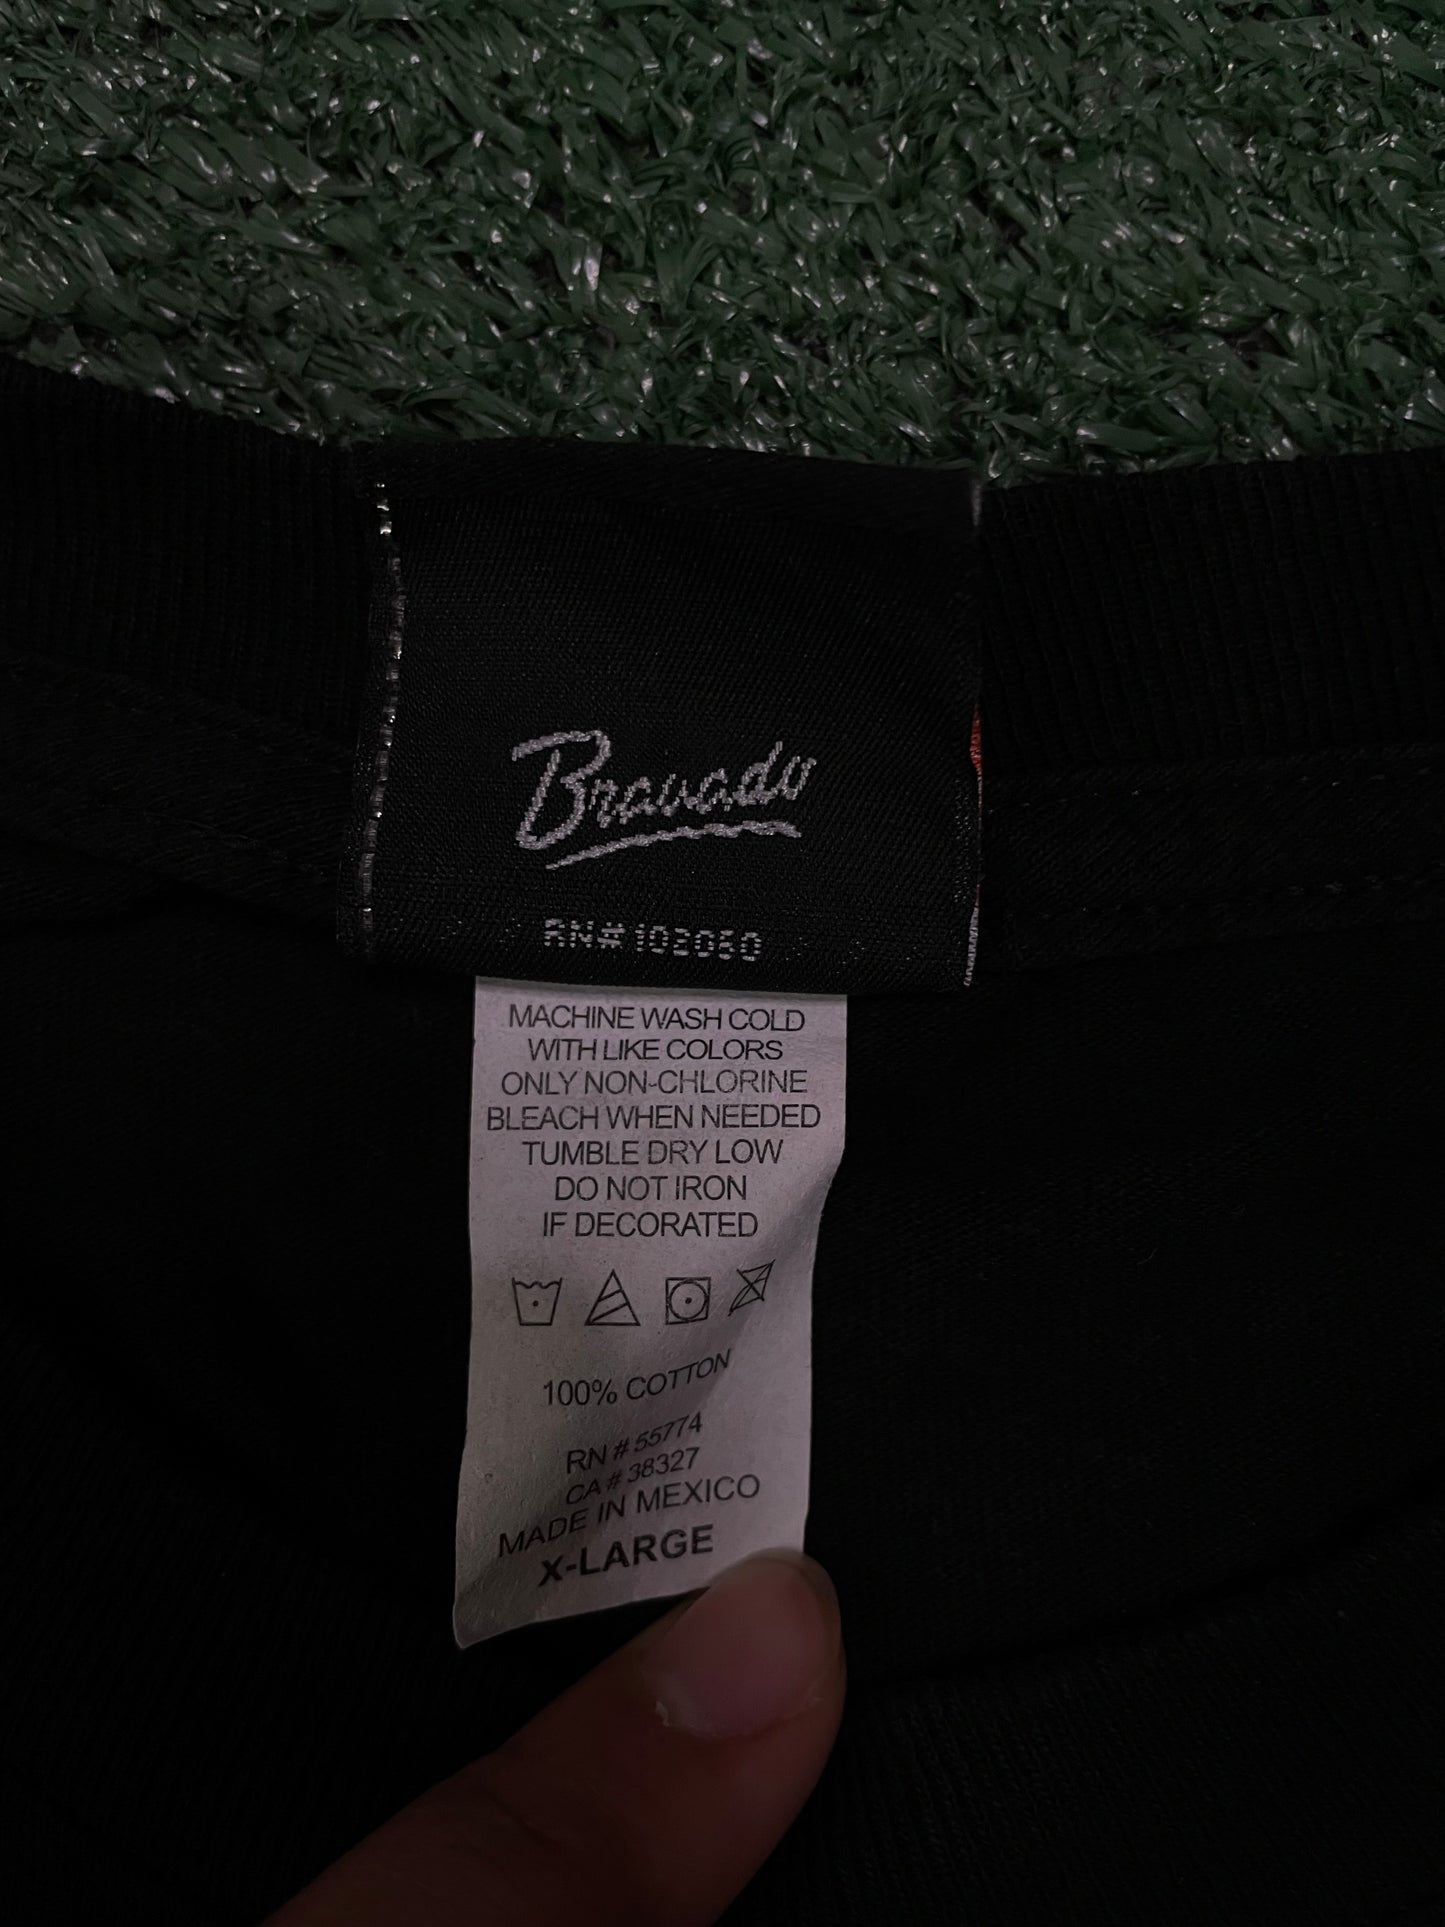 Bravado
RN# 102050
MACHINE WASH COLD
WITH LIKE COLORS
ONLY NON-CHLORINE
BLEACH WHEN NEEDED
TUMBLE DRY LOW
DO NOT IRON
IF DECORATED
100% COTTON
RN # 55774
CA # 38327
MADE IN MEXICO
X-LARGE